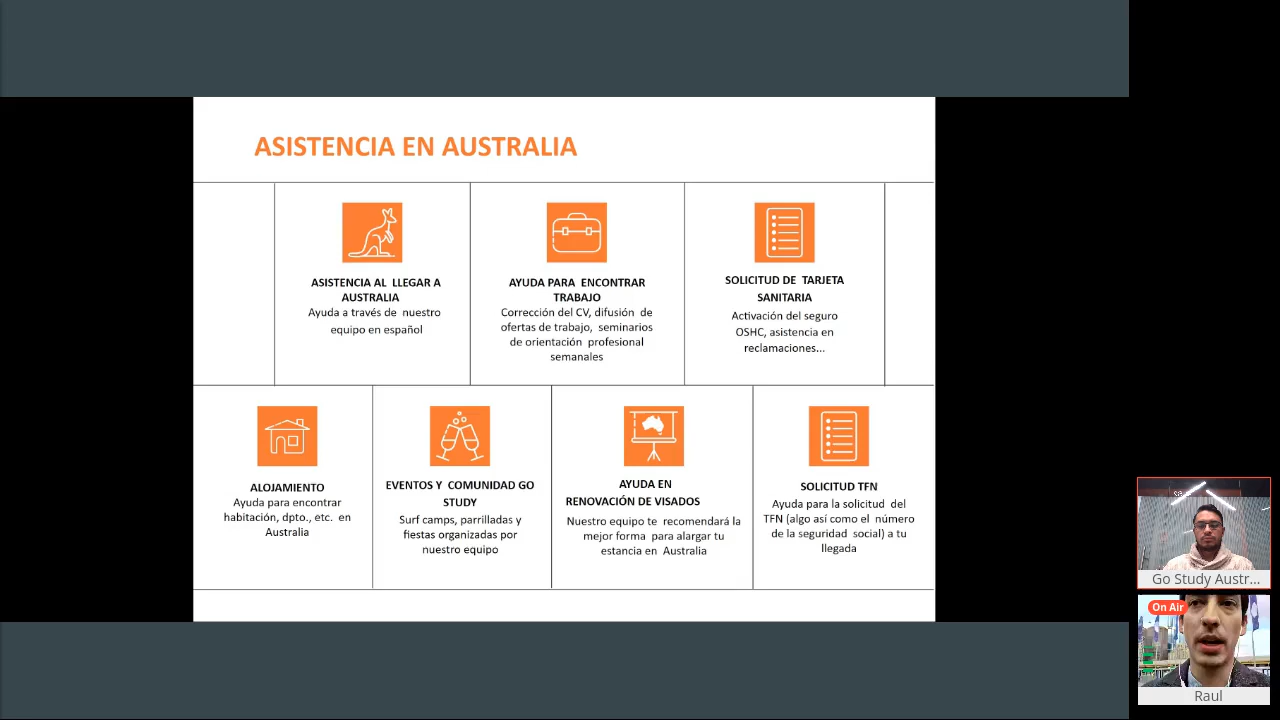 ASISTENCIA EN AUSTRALIA
ASISTENCIA AL LLEGAR A
AUSTRALIA
Ayuda a través de nuestro
equipo en español
AYUDA PARA ENCONTRAR
TRABAJO
Corrección del CV, difusión de
ofertas de trabajo, seminarios
de orientación profesional
semanales
SOLICITUD DE TARJETA
SANITARIA
Activación del seguro
OSHC, asistencia en
reclamaciones...
ALOJAMIENTO
Ayuda para encontrar
habitación, dpto., etc. en
Australia
EVENTOS Y COMUNIDAD GO
STUDY
Surf camps, parrilladas y
fiestas organizadas por
nuestro equipo
AYUDA EN
RENOVACIÓN DE VISADOS
Nuestro equipo te recomendará la
mejor forma para alargar tu
estancia en Australia
SOLICITUD TFN
Ayuda para la solicitud del
TFN (algo así como el número
de la seguridad social) a tu
llegada
Go Study Austr...
On Air
Raul